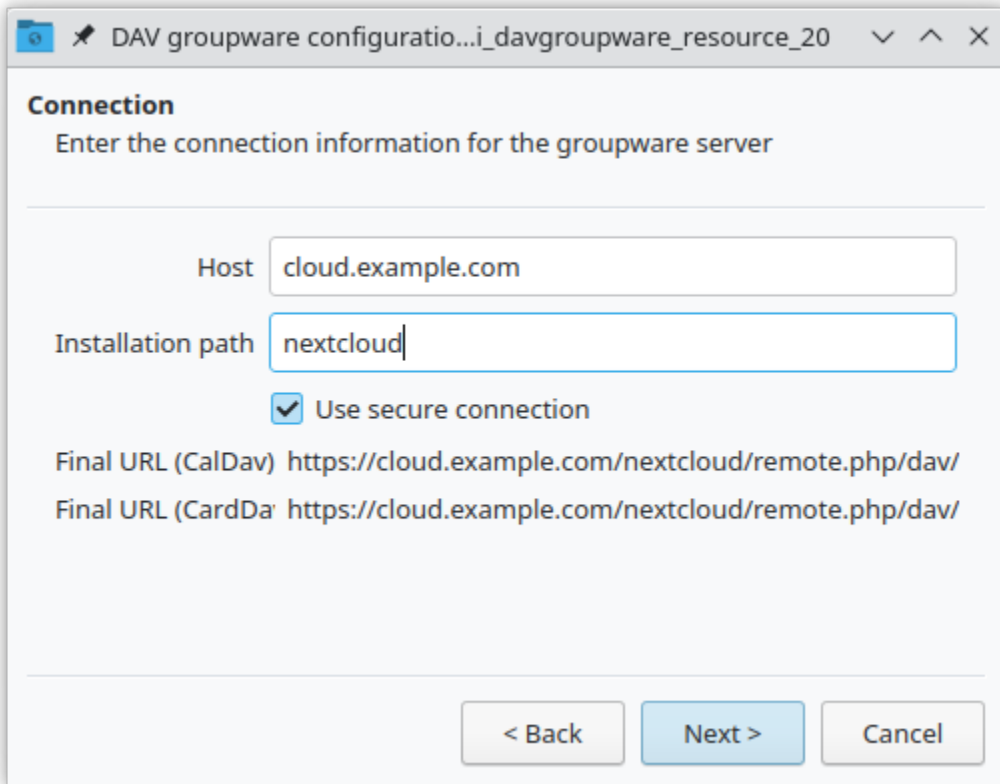 DAV groupware configuratio...i_davgroupware_resource_20
Connection
Enter the connection information for the groupware server
Host cloud.example.com
Installation path nextcloud
Use secure connection
Final URL (CalDav) https://cloud.example.com/nextcloud/remote.php/dav/
Final URL (CardDa https://cloud.example.com/nextcloud/remote.php/dav/
< Back Next > Cancel